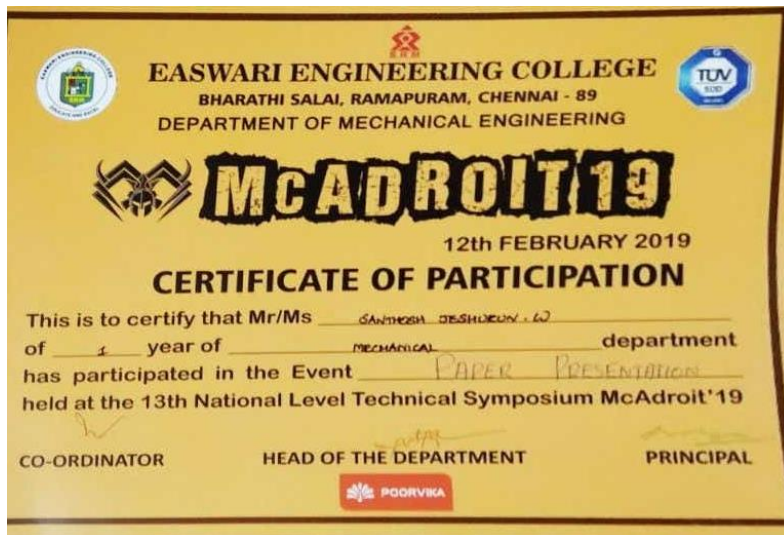 SRM
EASWARI ENGINEERING COLLEGE
BHARATHI SALAI, RAMAPURAM, CHENNAI - 89
DEPARTMENT OF MECHANICAL ENGINEERING
TUV
SUD
McADROIT 19
12th FEBRUARY 2019
CERTIFICATE OF PARTICIPATION
This is to certify that Mr/Ms SANTHOSH JESHURUN . W
of 1 year of MECHANICAL department
has participated in the Event PAPER PRESENTATION
held at the 13th National Level Technical Symposium McAdroit'19
CO-ORDINATOR HEAD OF THE DEPARTMENT PRINCIPAL
POORVIKA